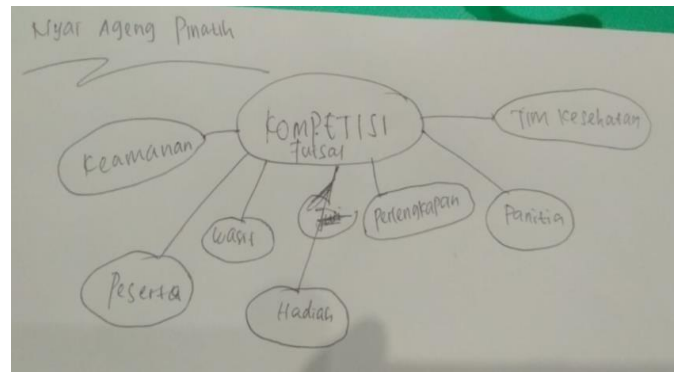 Nyai Ageng Pinatih
KOMPETISI
Futsal
Tim Kesehatan
Keamanan
Wasit
Perlengkapan
Panitia
Peserta
Hadiah